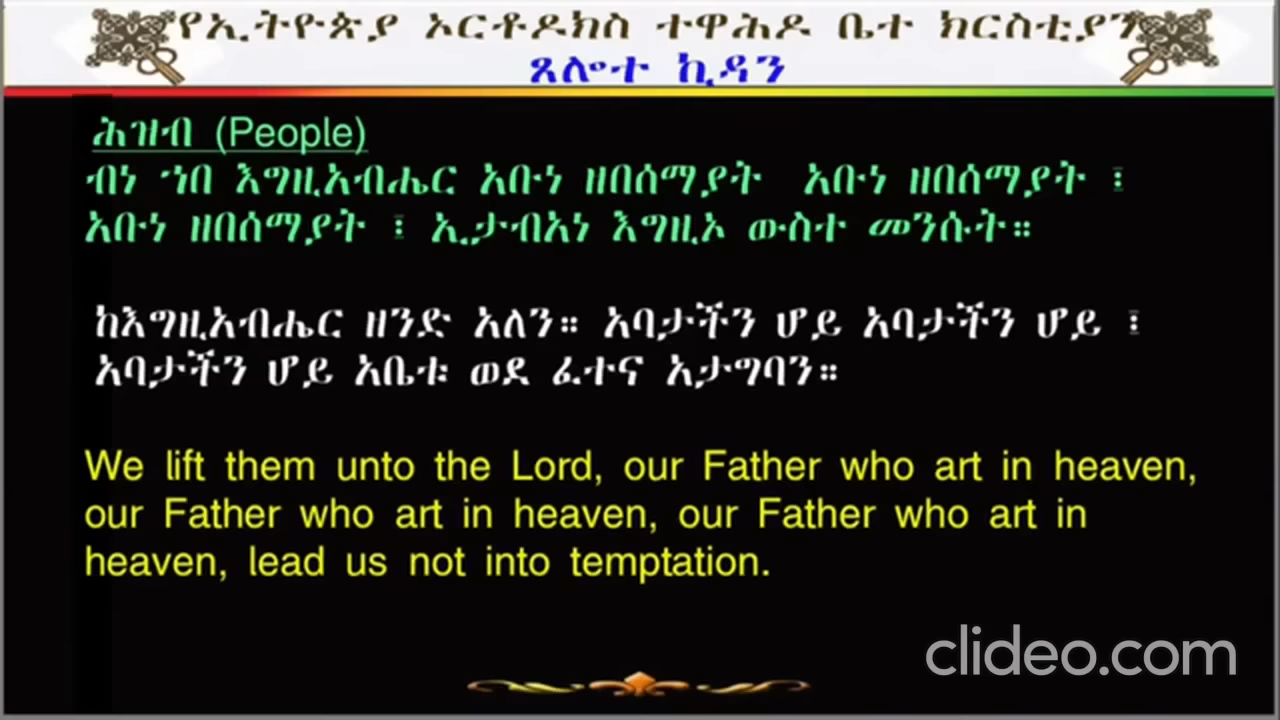 የኢትዮጵያ ኦርቶዶክስ ተዋሕዶ ቤተ ክርስቲያን
ጸሎተ ኪዳን
ሕዝብ (People)
ብነ ኀበ እግዚአብሔር አቡነ ዘበሰማያት አቡነ ዘበሰማያት ፤
አቡነ ዘበሰማያት ፤ ኢታብአነ እግዚኦ ውስተ መንሱት።
ከእግዚአብሔር ዘንድ አለን። አባታችን ሆይ አባታችን ሆይ ፤
አባታችን ሆይ አቤቱ ወደ ፈተና አታግባን።
We lift them unto the Lord, our Father who art in heaven,
our Father who art in heaven, our Father who art in
heaven, lead us not into temptation.
clideo.com